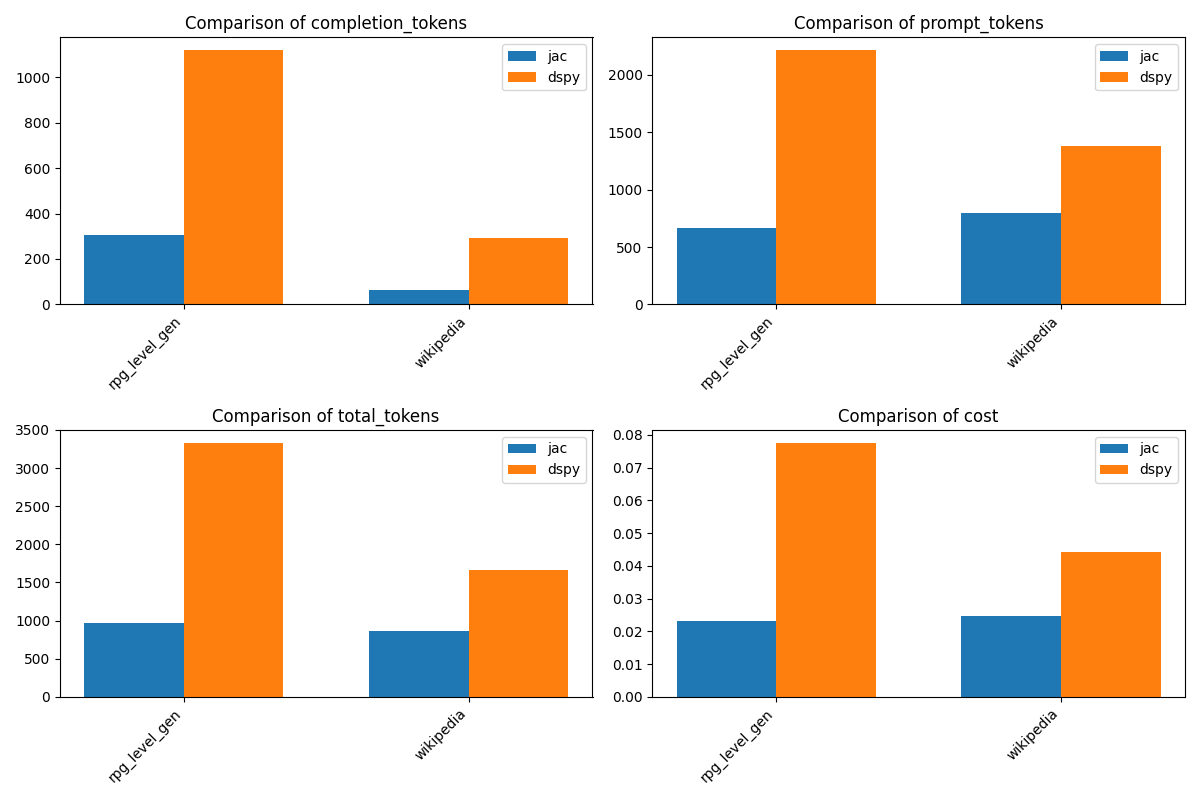 Comparison of completion_tokens
jac
dspy
1000
800
600
400
200
0
rpg_level_gen
wikipedia
Comparison of prompt_tokens
jac
dspy
2000
1500
1000
500
0
rpg_level_gen
wikipedia
Comparison of total_tokens
jac
dspy
3500
3000
2500
2000
1500
1000
500
0
rpg_level_gen
wikipedia
Comparison of cost
jac
dspy
0.08
0.07
0.06
0.05
0.04
0.03
0.02
0.01
0.00
rpg_level_gen
wikipedia